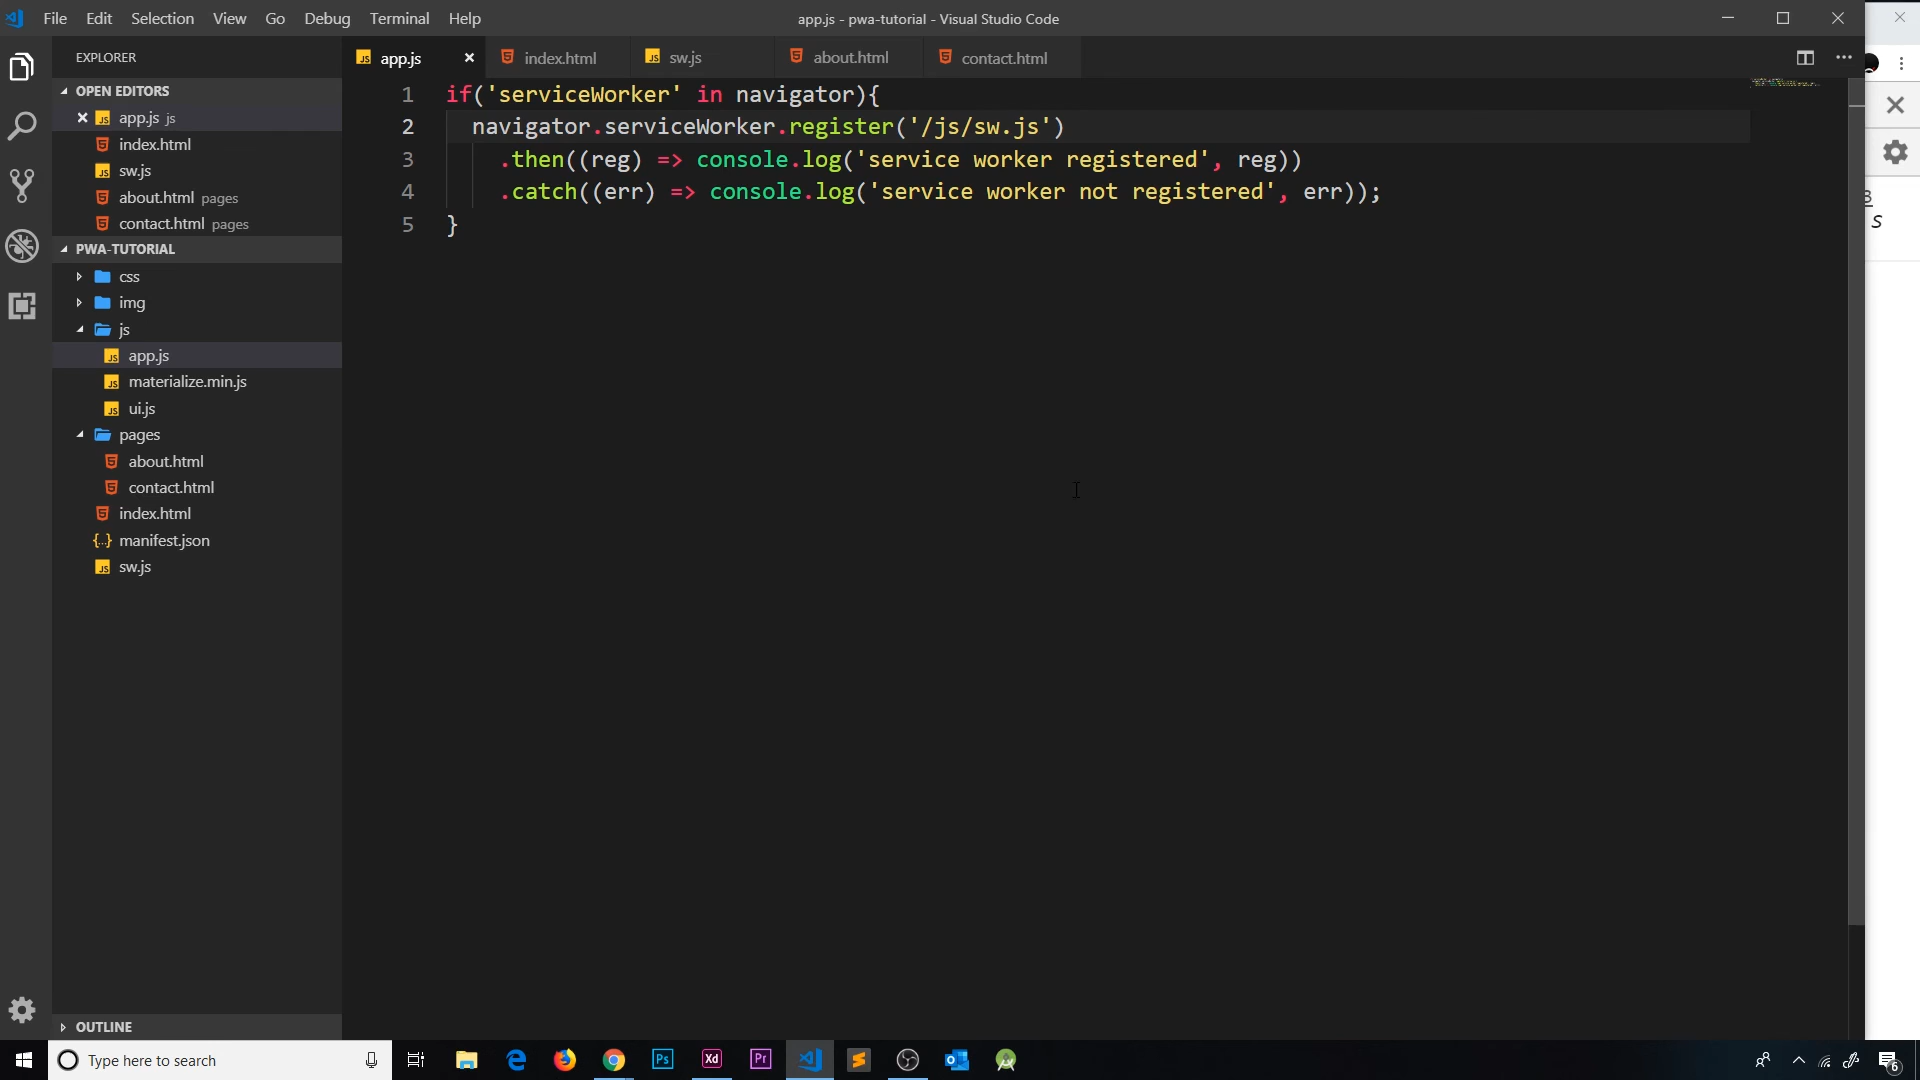 File Edit Selection View Go Debug Terminal Help
app.js - pwa-tutorial - Visual Studio Code
EXPLORER
app.js
index.html
sw.js
about.html
contact.html
OPEN EDITORS
app.js js
index.html
sw.js
about.html pages
contact.html pages
PWA-TUTORIAL
css
img
js
app.js
materialize.min.js
ui.js
pages
about.html
contact.html
index.html
manifest.json
sw.js
OUTLINE
1 if('serviceWorker' in navigator){
2 navigator.serviceWorker.register('/js/sw.js')
3 .then((reg) => console.log('service worker registered', reg))
4 .catch((err) => console.log('service worker not registered', err));
5 }
s
Type here to search
Ps
Xd
Pr
6